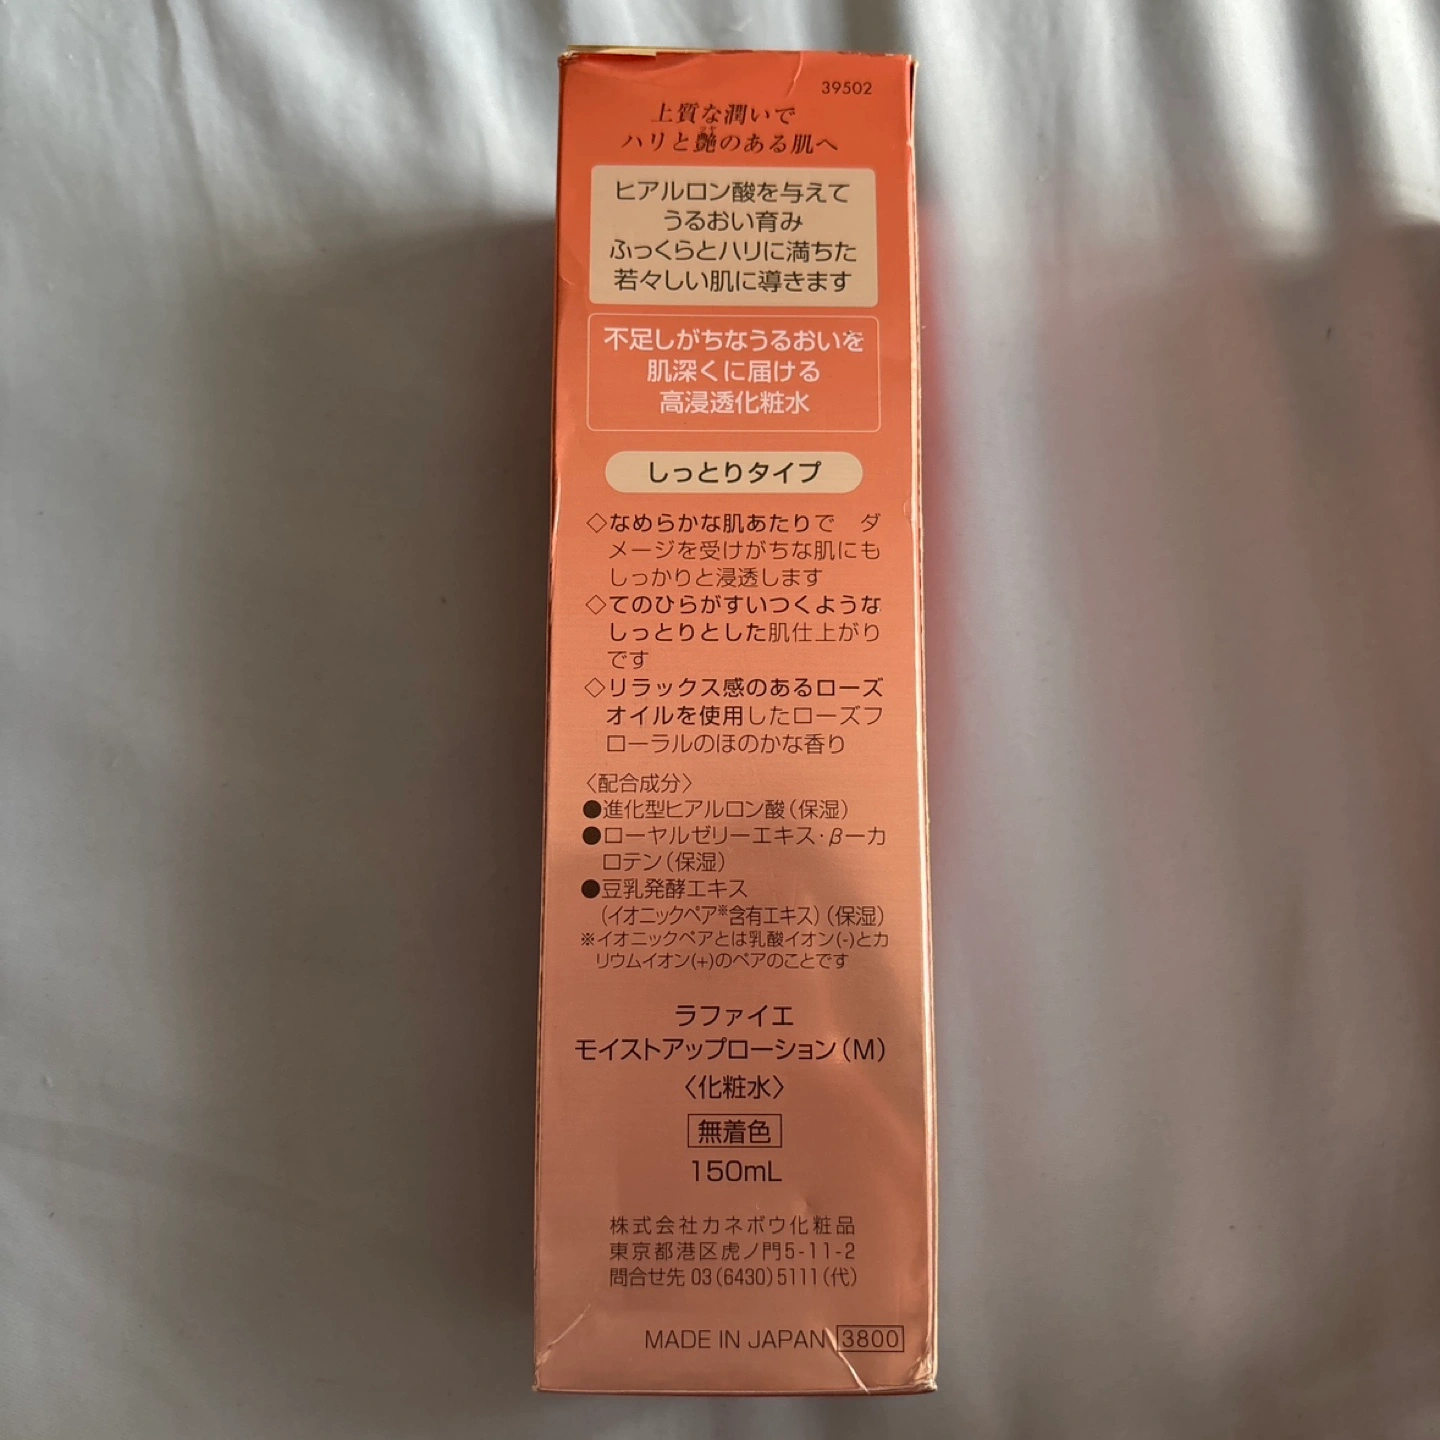 39502
上質な潤いで
ハリと艶のある肌へ
ヒアルロン酸を与えて
うるおい育み
ふっくらとハリに満ちた
若々しい肌に導きます
不足しがちなうるおいを
肌深くに届ける
高浸透化粧水
しっとりタイプ
◇なめらかな肌あたりで ダ
メージを受けがちな肌にも
しっかりと浸透します
◇てのひらがすいつくような
しっとりとした肌仕上がり
です
◇リラックス感のあるローズ
オイルを使用したローズフ
ローラルのほのかな香り
〈配合成分〉
●進化型ヒアルロン酸(保湿)
●ローヤルゼリーエキス・β-カ
ロテン(保湿)
●豆乳発酵エキス
(イオニックペア※含有エキス)(保湿)
※イオニックペアとは乳酸イオン(-)とカ
リウムイオン(+)のペアのことです
ラファイエ
モイストアップローション(M)
〈化粧水〉
無着色
150mL
株式会社カネボウ化粧品
東京都港区虎ノ門5-11-2
問合せ先 03(6430)5111(代)
MADE IN JAPAN 3800